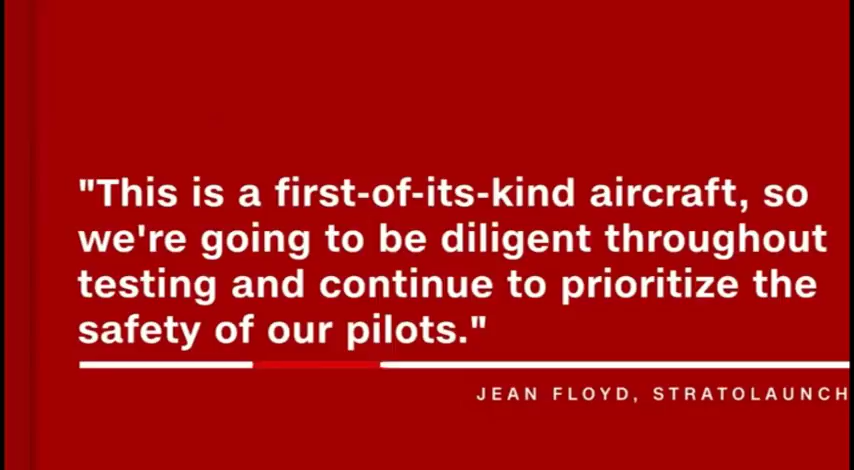 "This is a first-of-its-kind aircraft, so
we're going to be diligent throughout
testing and continue to prioritize the
safety of our pilots."
JEAN FLOYD, STRATOLAUNCH